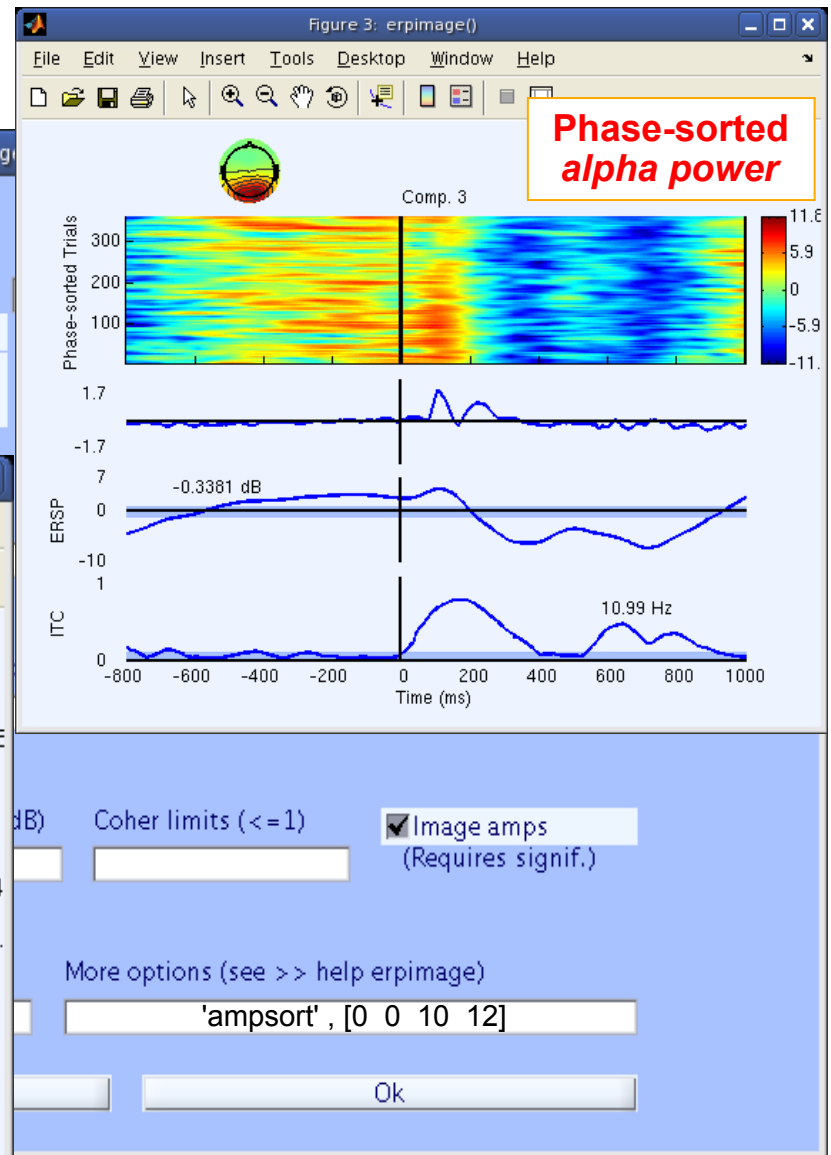 Figure 3: erpimage()
File Edit View Insert Tools Desktop Window Help
Phase-sorted
alpha power
Comp. 3
Phase-sorted Trials
300
200
100
11.8
5.9
0
-5.9
-11.
1.7
-1.7
7
-0.3381 dB
ERSP
0
-10
1
ITC
10.99 Hz
0
-800 -600 -400 -200 0 200 400 600 800 1000
Time (ms)
dB) Coher limits (<=1) Image amps
(Requires signif.)
More options (see >> help erpimage)
'ampsort' , [0 0 10 12]
Ok